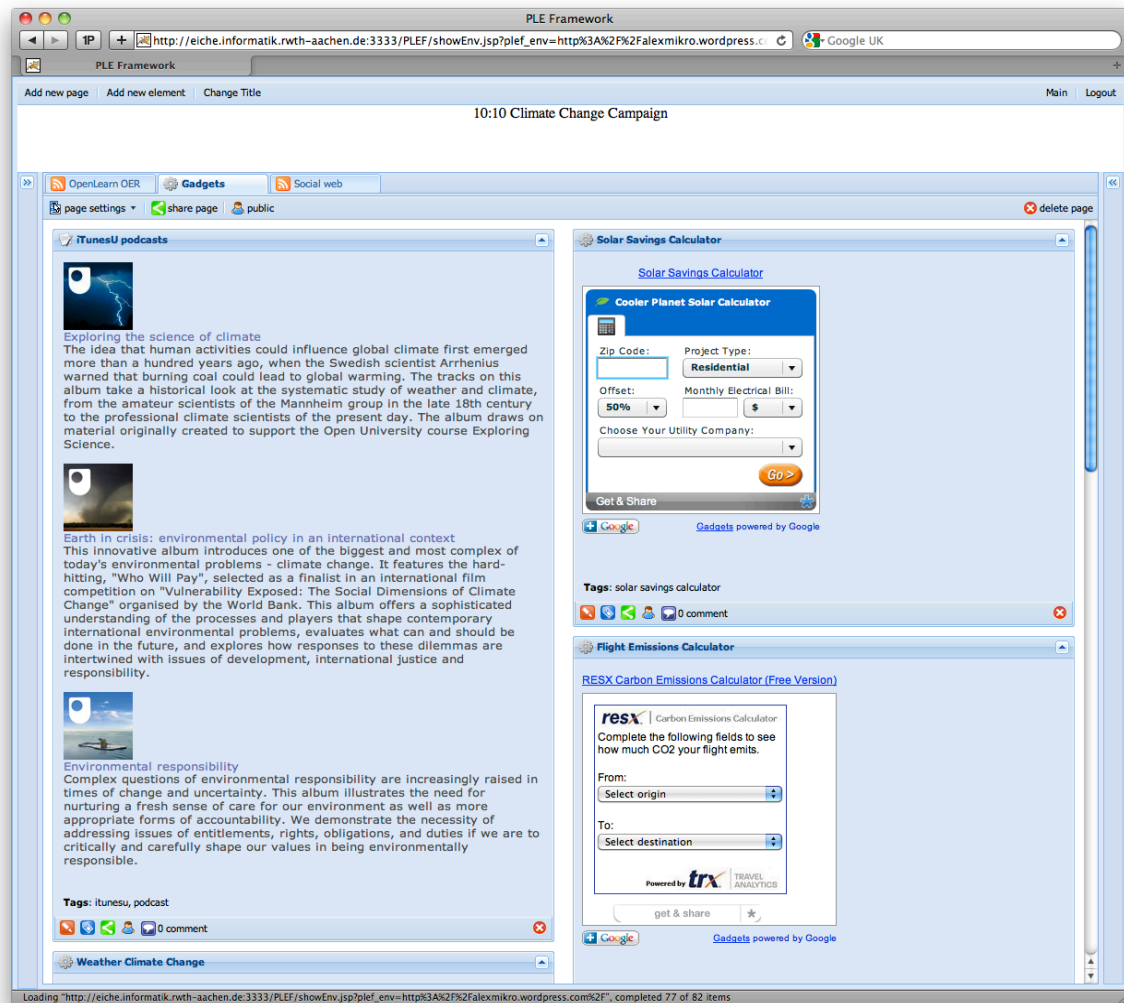 PLE Framework
1P
http://eiche.informatik.rwth-aachen.de:3333/PLEF/showEnv.jsp?plef_env=http%3A%2F%2Falexmikro.wordpress.c
Google UK
PLE Framework
Add new page
Add new element
Change Title
Main
Logout
10:10 Climate Change Campaign
OpenLearn OER
Gadgets
Social web
page settings
share page
public
delete page
iTunesU podcasts
Exploring the science of climate
The idea that human activities could influence global climate first emerged
more than a hundred years ago, when the Swedish scientist Arrhenius
warned that burning coal could lead to global warming. The tracks on this
album take a historical look at the systematic study of weather and climate,
from the amateur scientists of the Mannheim group in the late 18th century
to the professional climate scientists of the present day. The album draws on
material originally created to support the Open University course Exploring
Science.
Earth in crisis: environmental policy in an international context
This innovative album introduces one of the biggest and most complex of
today's environmental problems - climate change. It features the hard-
hitting, "Who Will Pay", selected as a finalist in an international film
competition on "Vulnerability Exposed: The Social Dimensions of Climate
Change" organised by the World Bank. This album offers a sophisticated
understanding of the processes and players that shape contemporary
international environmental problems, evaluates what can and should be
done in the future, and explores how responses to these dilemmas are
intertwined with issues of development, international justice and
responsibility.
Environmental responsibility
Complex questions of environmental responsibility are increasingly raised in
times of change and uncertainty. This album illustrates the need for
nurturing a fresh sense of care for our environment as well as more
appropriate forms of accountability. We demonstrate the necessity of
addressing issues of entitlements, rights, obligations, and duties if we are to
critically and carefully shape our values in being environmentally
responsible.
Tags: itunesu, podcast
0 comment
Weather Climate Change
Solar Savings Calculator
Solar Savings Calculator
Cooler Planet Solar Calculator
Zip Code:
Project Type:
Residential
Offset:
Monthly Electrical Bill:
50%
$
Choose Your Utility Company:
Go >
Get & Share
Google
Gadgets powered by Google
Tags: solar savings calculator
0 comment
Flight Emissions Calculator
RESX Carbon Emissions Calculator (Free Version)
resx Carbon Emissions Calculator
Complete the following fields to see
how much CO2 your flight emits.
From:
Select origin
To:
Select destination
Powered by trx TRAVEL
ANALYTICS
get & share
Google
Gadgets powered by Google
Loading "http://eiche.informatik.rwth-aachen.de:3333/PLEF/showEnv.jsp?plef_env=http%3A%2F%2Falexmikro.wordpress.com%2F", completed 77 of 82 items